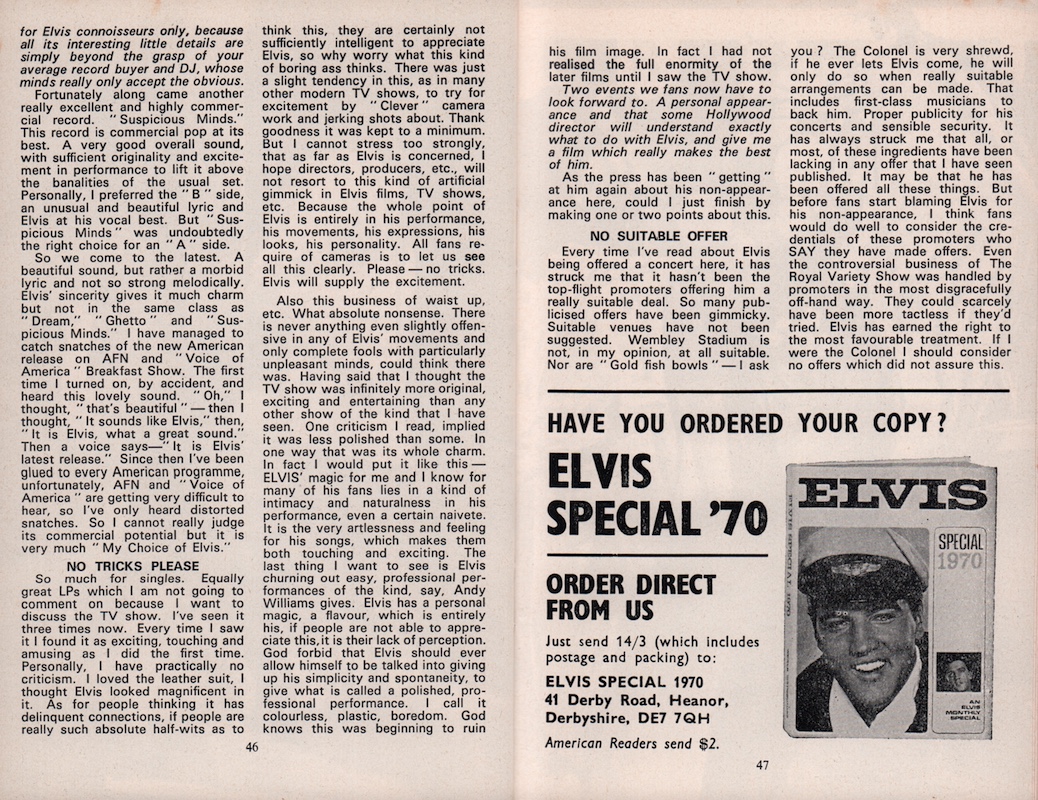 for Elvis connoisseurs only, because
all its interesting little details are
simply beyond the grasp of your
average record buyer and DJ, whose
minds really only accept the obvious.
Fortunately along came another
really excellent and highly commer-
cial record. "Suspicious Minds."
This record is commercial pop at its
best. A very good overall sound,
with sufficient originality and excite-
ment in performance to lift it above
the banalities of the usual set.
Personally, I preferred the "B" side,
an unusual and beautiful lyric and
Elvis at his vocal best. But "Sus-
picious Minds" was undoubtedly
the right choice for an "A" side.
So we come to the latest. A
beautiful sound, but rather a morbid
lyric and not so strong melodically.
Elvis' sincerity gives it much charm
but not in the same class as
"Dream," "Ghetto" and "Sus-
picious Minds." I have managed to
catch snatches of the new American
release on AFN and "Voice of
America" Breakfast Show. The first
time I turned on, by accident, and
heard this lovely sound. "Oh," I
thought, "that's beautiful" — then I
thought, "It sounds like Elvis," then,
"It is Elvis, what a great sound."
Then a voice says—"It is Elvis'
latest release." Since then I've been
glued to every American programme,
unfortunately, AFN and "Voice of
America" are getting very difficult to
hear, so I've only heard distorted
snatches. So I cannot really judge
its commercial potential but it is
very much "My Choice of Elvis."
NO TRICKS PLEASE
So much for singles. Equally
great LPs which I am not going to
comment on because I want to
discuss the TV show. I've seen it
three times now. Every time I saw
it I found it as exciting, touching and
amusing as I did the first time.
Personally, I have practically no
criticism. I loved the leather suit, I
thought Elvis looked magnificent in
it. As for people thinking it has
delinquent connections, if people are
really such absolute half-wits as to
think this, they are certainly not
sufficiently intelligent to appreciate
Elvis, so why worry what this kind
of boring ass thinks. There was just
a slight tendency in this, as in many
other modern TV shows, to try for
excitement by "Clever" camera
work and jerking shots about. Thank
goodness it was kept to a minimum.
But I cannot stress too strongly,
that as far as Elvis is concerned, I
hope directors, producers, etc., will
not resort to this kind of artificial
gimmick in Elvis films, TV shows,
etc. Because the whole point of
Elvis is entirely in his performance,
his movements, his expressions, his
looks, his personality. All fans re-
quire of cameras is to let us see
all this clearly. Please — no tricks.
Elvis will supply the excitement.
Also this business of waist up,
etc. What absolute nonsense. There
is never anything even slightly offen-
sive in any of Elvis' movements and
only complete fools with particularly
unpleasant minds, could think there
was. Having said that I thought the
TV show was infinitely more original,
exciting and entertaining than any
other show of the kind that I have
seen. One criticism I read, implied
it was less polished than some. In
one way that was its whole charm.
In fact I would put it like this —
ELVIS' magic for me and I know for
many of his fans lies in a kind of
intimacy and naturalness in his
performance, even a certain naivete.
It is the very artlessness and feeling
for his songs, which makes them
both touching and exciting. The
last thing I want to see is Elvis
churning out easy, professional per-
formances of the kind, say, Andy
Williams gives. Elvis has a personal
magic, a flavour, which is entirely
his, if people are not able to appre-
ciate this,it is their lack of perception.
God forbid that Elvis should ever
allow himself to be talked into giving
up his simplicity and spontaneity, to
give what is called a polished, pro-
fessional performance. I call it
colourless, plastic, boredom. God
knows this was beginning to ruin
46
his film image. In fact I had not
realised the full enormity of the
later films until I saw the TV show.
Two events we fans now have to
look forward to. A personal appear-
ance and that some Hollywood
director will understand exactly
what to do with Elvis, and give me
a film which really makes the best
of him.
As the press has been "getting"
at him again about his non-appear-
ance here, could I just finish by
making one or two points about this.
NO SUITABLE OFFER
Every time I've read about Elvis
being offered a concert here, it has
struck me that it hasn't been the
top-flight promoters offering him a
really suitable deal. So many pub-
licised offers have been gimmicky.
Suitable venues have not been
suggested. Wembley Stadium is
not, in my opinion, at all suitable.
Nor are "Gold fish bowls" — I ask
you? The Colonel is very shrewd,
if he ever lets Elvis come, he will
only do so when really suitable
arrangements can be made. That
includes first-class musicians to
back him. Proper publicity for his
concerts and sensible security. It
has always struck me that all, or
most, of these ingredients have been
lacking in any offer that I have seen
published. It may be that he has
been offered all these things. But
before fans start blaming Elvis for
his non-appearance, I think fans
would do well to consider the cre-
dentials of these promoters who
SAY they have made offers. Even
the controversial business of The
Royal Variety Show was handled by
promoters in the most disgracefully
off-hand way. They could scarcely
have been more tactless if they'd
tried. Elvis has earned the right to
the most favourable treatment. If I
were the Colonel I should consider
no offers which did not assure this.
HAVE YOU ORDERED YOUR COPY?
ELVIS
SPECIAL '70
ORDER DIRECT
FROM US
Just send 14/3 (which includes
postage and packing) to:
ELVIS SPECIAL 1970
41 Derby Road, Heanor,
Derbyshire, DE7 7QH
American Readers send $2.
ELVIS
SPECIAL
1970
AN
ELVIS
MONTHLY
SPECIAL
47